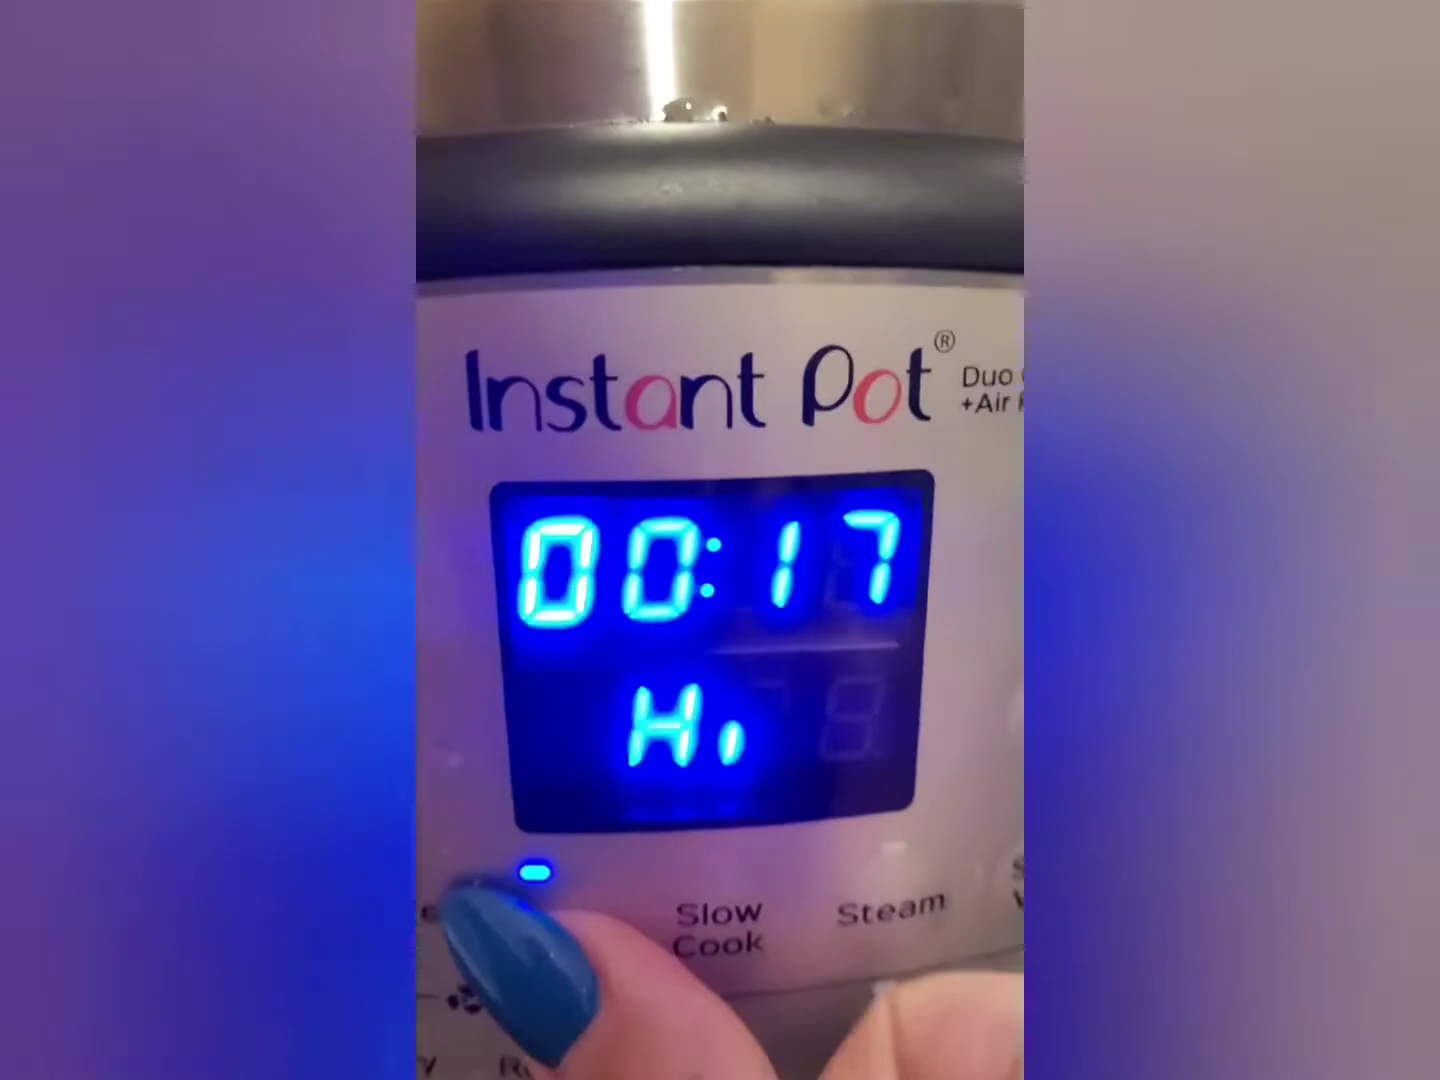 Instant Pot®
Duo
+Air
00:17
Hi
Slow
Cook
Steam